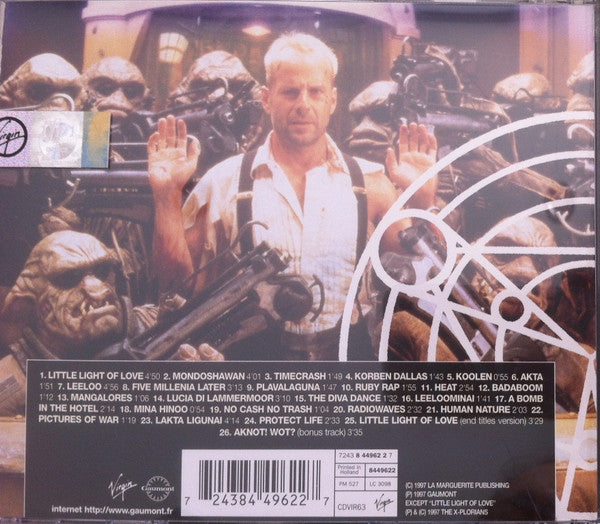 Virgin
1. LITTLE LIGHT OF LOVE 4'50 2. MONDOSHAWAN 4'01 3. TIMECRASH 1'49 4. KORBEN DALLAS 1'43 5. KOOLEN 0'55 6. AKTA
1'51 7. LEELOO 4'56 8. FIVE MILLENIA LATER 3'13 9. PLAVALAGUNA 1'47 10. RUBY RAP 1'55 11. HEAT 2'54 12. BADABOOM
1'12 13. MANGALORES 1'06 14. LUCIA DI LAMMERMOOR 3'10 15. THE DIVA DANCE 1'32 16. LEELOOMINAI 1'41 17. A BOMB
IN THE HOTEL 2'14 18. MINA HINOO 0'54 19. NO CASH NO TRASH 1'04 20. RADIOWAVES 2'32 21. HUMAN NATURE 2'03 22.
PICTURES OF WAR 1'19 23. LAKTA LIGUNAI 4'14 24. PROTECT LIFE 2'33 25. LITTLE LIGHT OF LOVE (end titles version) 3'29
26. AKNOT! WOT? (bonus track) 3'35
Virgin
Gaumont
internet http://www.gaumont.fr
7 24384 49622 7
7243 8 44962 2 7
Printed in
Holland
8449622
PM 527
LC 3098
CDVIR63
Virgin
(C) 1997 LA MARGUERITE PUBLISHING
(P) 1997 GAUMONT
EXCEPT "LITTLE LIGHT OF LOVE"
(P) & (C) 1997 THE X-PLORIANS